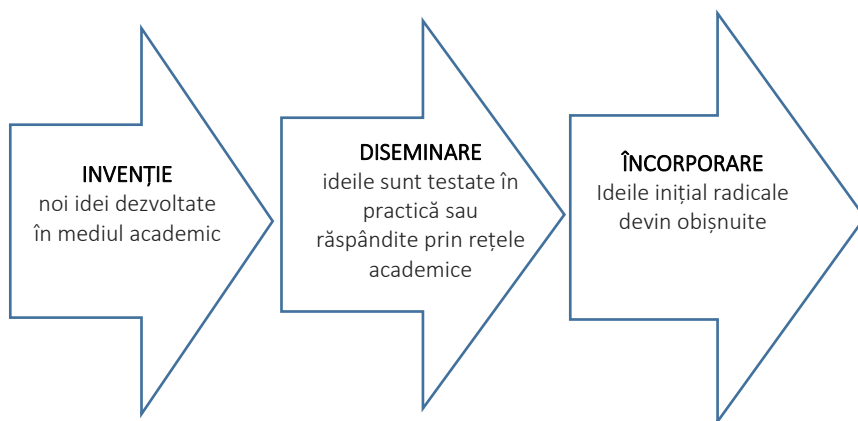 INVENȚIE
noi idei dezvoltate
în mediul academic
DISEMINARE
ideile sunt testate în
practică sau
răspândite prin rețele
academice
ÎNCORPORARE
Ideile inițial radicale
devin obișnuite